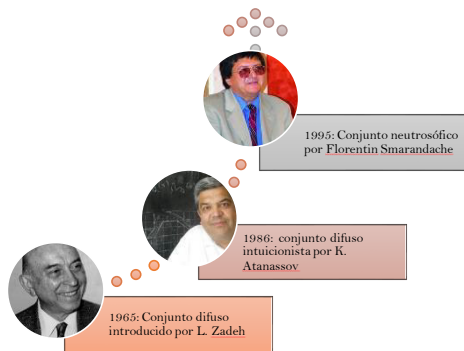 1995: Conjunto neutrosófico
por Florentin Smarandache
1986: conjunto difuso
intuicionista por K.
Atanassov
1965: Conjunto difuso
introducido por L. Zadeh